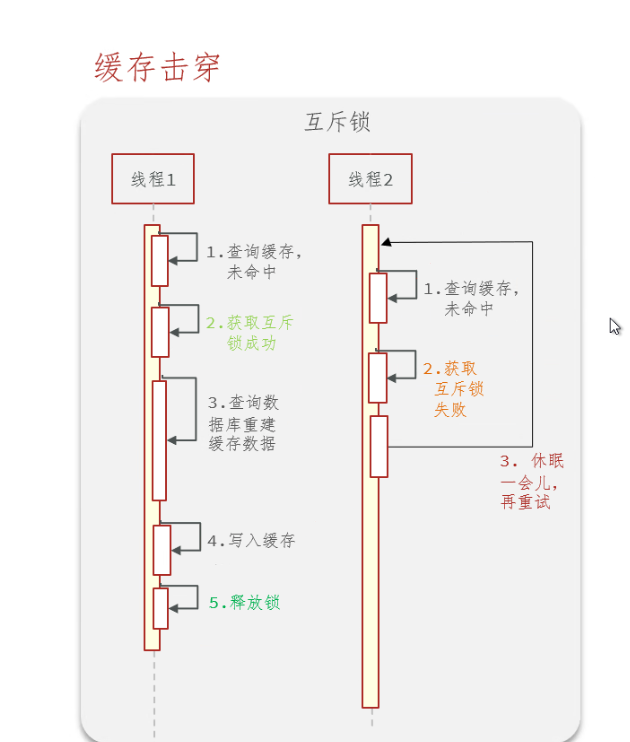 缓存击穿
互斥锁
线程1
线程2
1.查询缓存,
未命中
2.获取互斥
锁成功
3.查询数
据库重建
缓存数据
4.写入缓存
5.释放锁
1.查询缓存,
未命中
2.获取
互斥锁
失败
3. 休眠
一会儿,
再重试